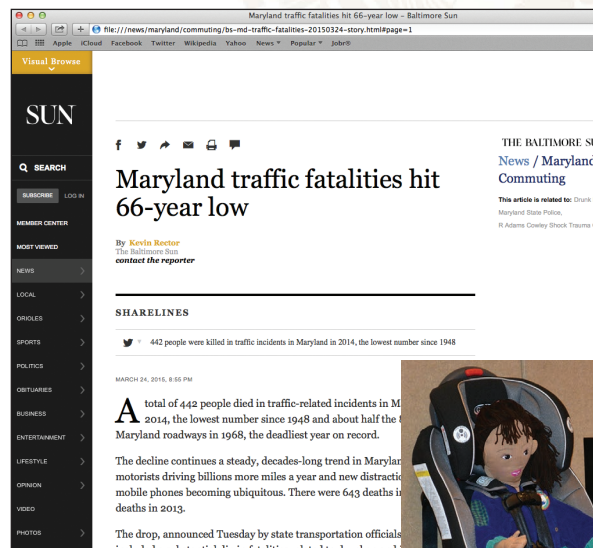 Maryland traffic fatalities hit 66-year low – Baltimore Sun
file:///news/maryland/commuting/bs-md-traffic-fatalities-20150324-story.html#page=1
Apple iCloud Facebook Twitter Wikipedia Yahoo News Popular Jobr®
Visual Browse
SUN
SEARCH
SUBSCRIBE LOG IN
MEMBER CENTER
MOST VIEWED
NEWS
LOCAL
ORIOLES
SPORTS
POLITICS
OBITUARIES
BUSINESS
ENTERTAINMENT
LIFESTYLE
OPINION
VIDEO
PHOTOS
Maryland traffic fatalities hit
66-year low
By Kevin Rector
The Baltimore Sun
contact the reporter
SHARELINES
442 people were killed in traffic incidents in Maryland in 2014, the lowest number since 1948
MARCH 24, 2015, 8:55 PM
A total of 442 people died in traffic-related incidents in
2014, the lowest number since 1948 and about half the
Maryland roadways in 1968, the deadliest year on record.
The decline continues a steady, decades-long trend in
motorists driving billions more miles a year and new
mobile phones becoming ubiquitous. There were 643 deaths
deaths in 2013.
The drop, announced Tuesday by state transportation officials
THE BALTIMORE
News / Maryland
Commuting
This article is related to: Drunk
Maryland State Police,
R Adams Cowley Shock Trauma